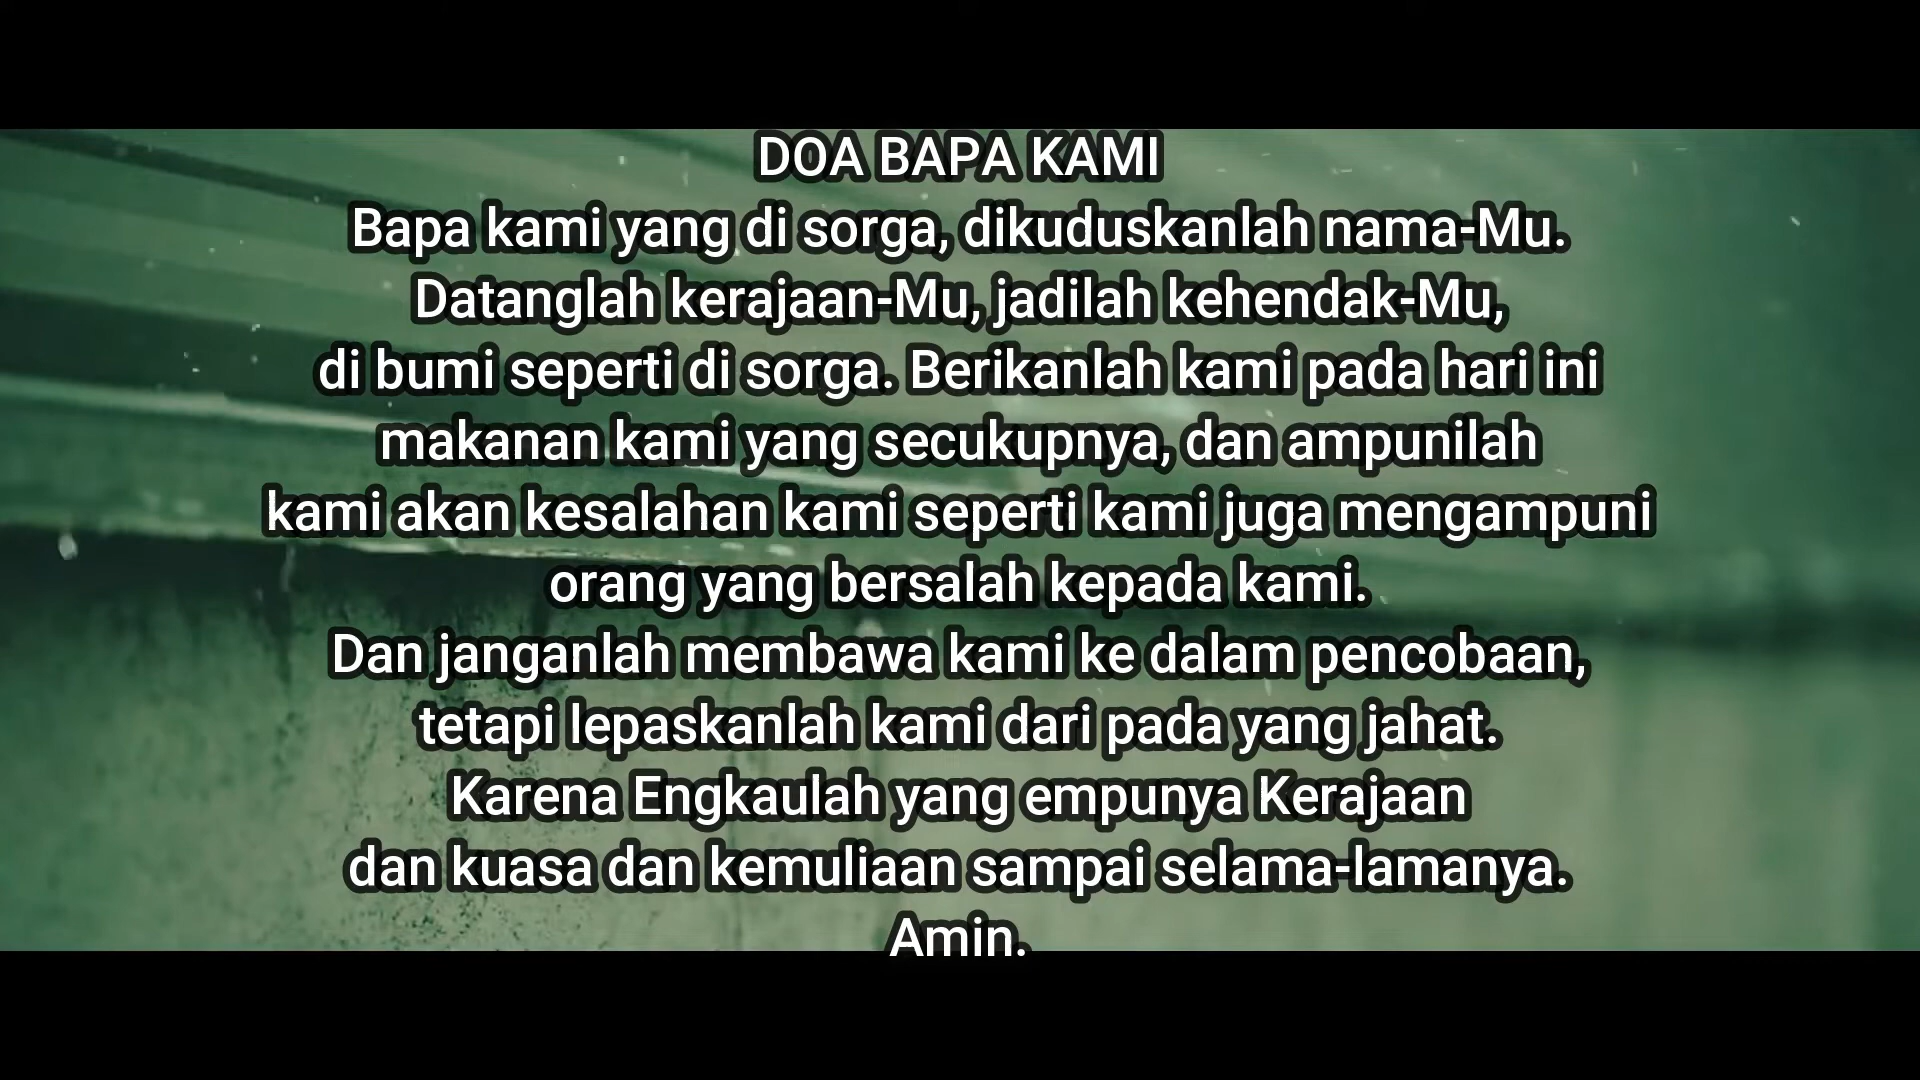 DOA BAPA KAMI
Bapa kami yang di sorga, dikuduskanlah nama-Mu.
Datanglah kerajaan-Mu, jadilah kehendak-Mu,
di bumi seperti di sorga. Berikanlah kami pada hari ini
makanan kami yang secukupnya, dan ampunilah
kami akan kesalahan kami seperti kami juga mengampuni
orang yang bersalah kepada kami.
Dan janganlah membawa kami ke dalam pencobaan,
tetapi lepaskanlah kami dari pada yang jahat.
Karena Engkaulah yang empunya Kerajaan
dan kuasa dan kemuliaan sampai selama-lamanya.
Amin.